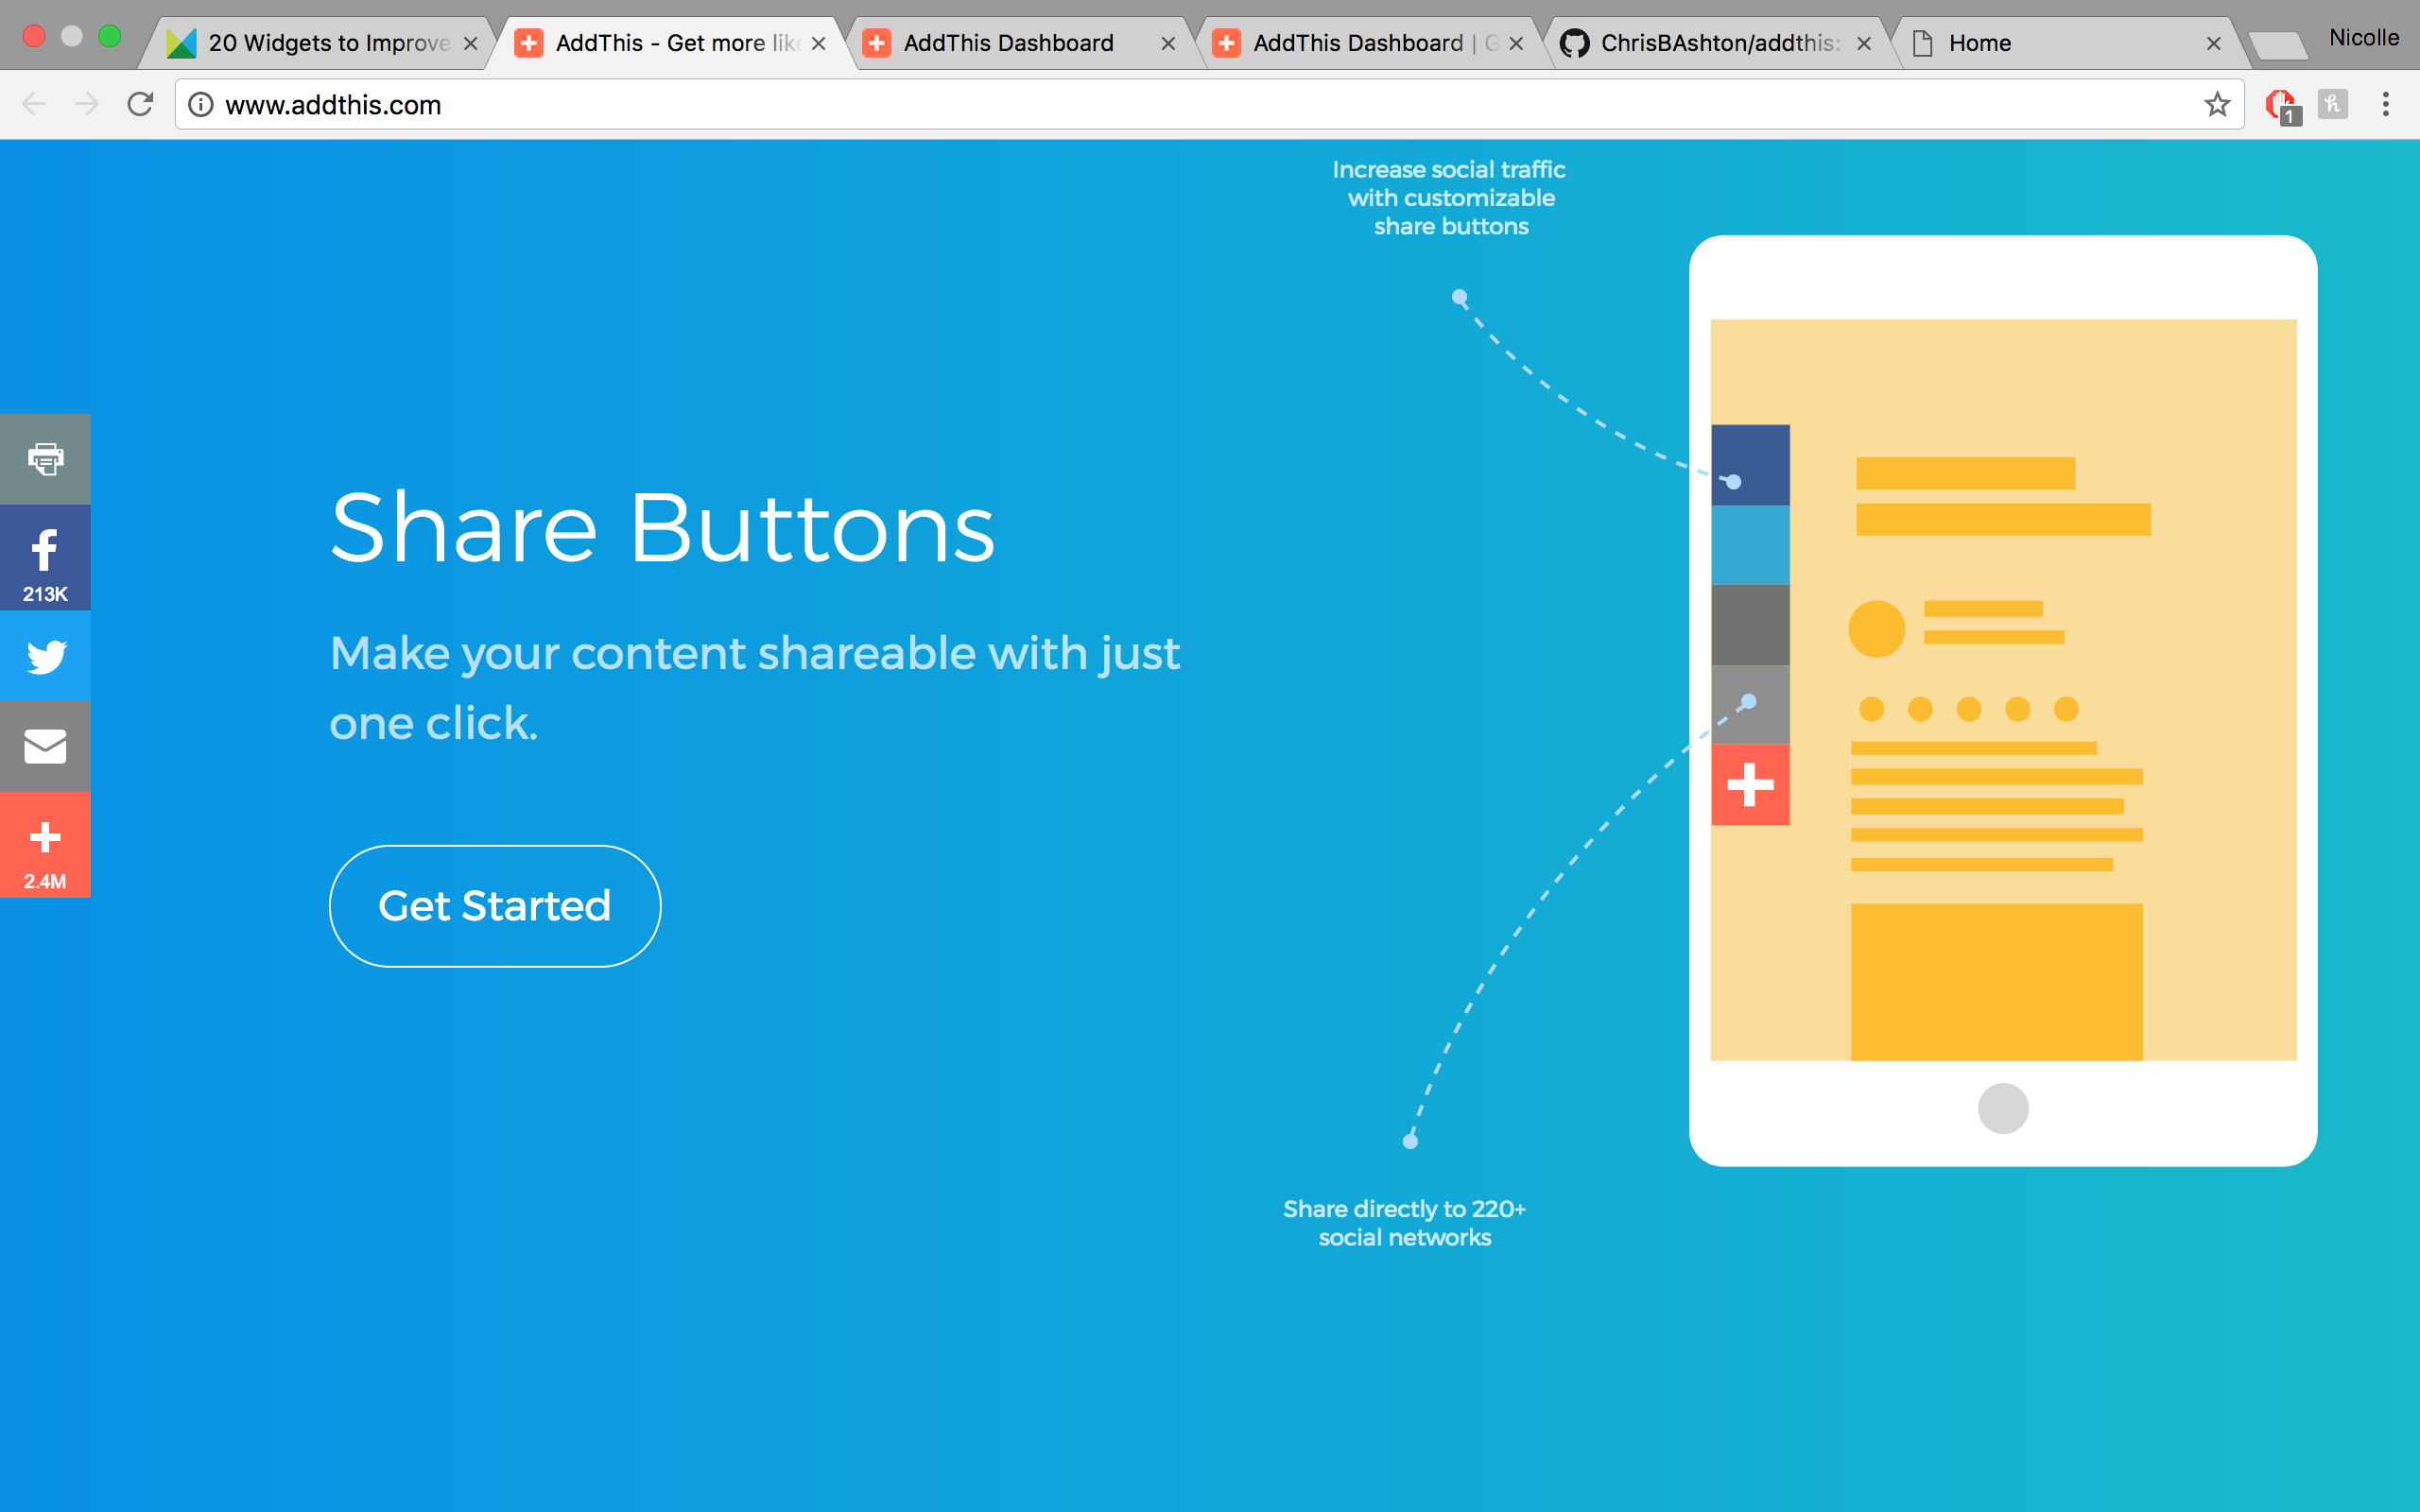 20 Widgets to Improve
AddThis - Get more like
AddThis Dashboard
AddThis Dashboard | G
ChrisBAshton/addthis:
Home
Nicolle
www.addthis.com
1
Increase social traffic
with customizable
share buttons
213K
2.4M
Share Buttons
Make your content shareable with just
one click.
Get Started
Share directly to 220+
social networks